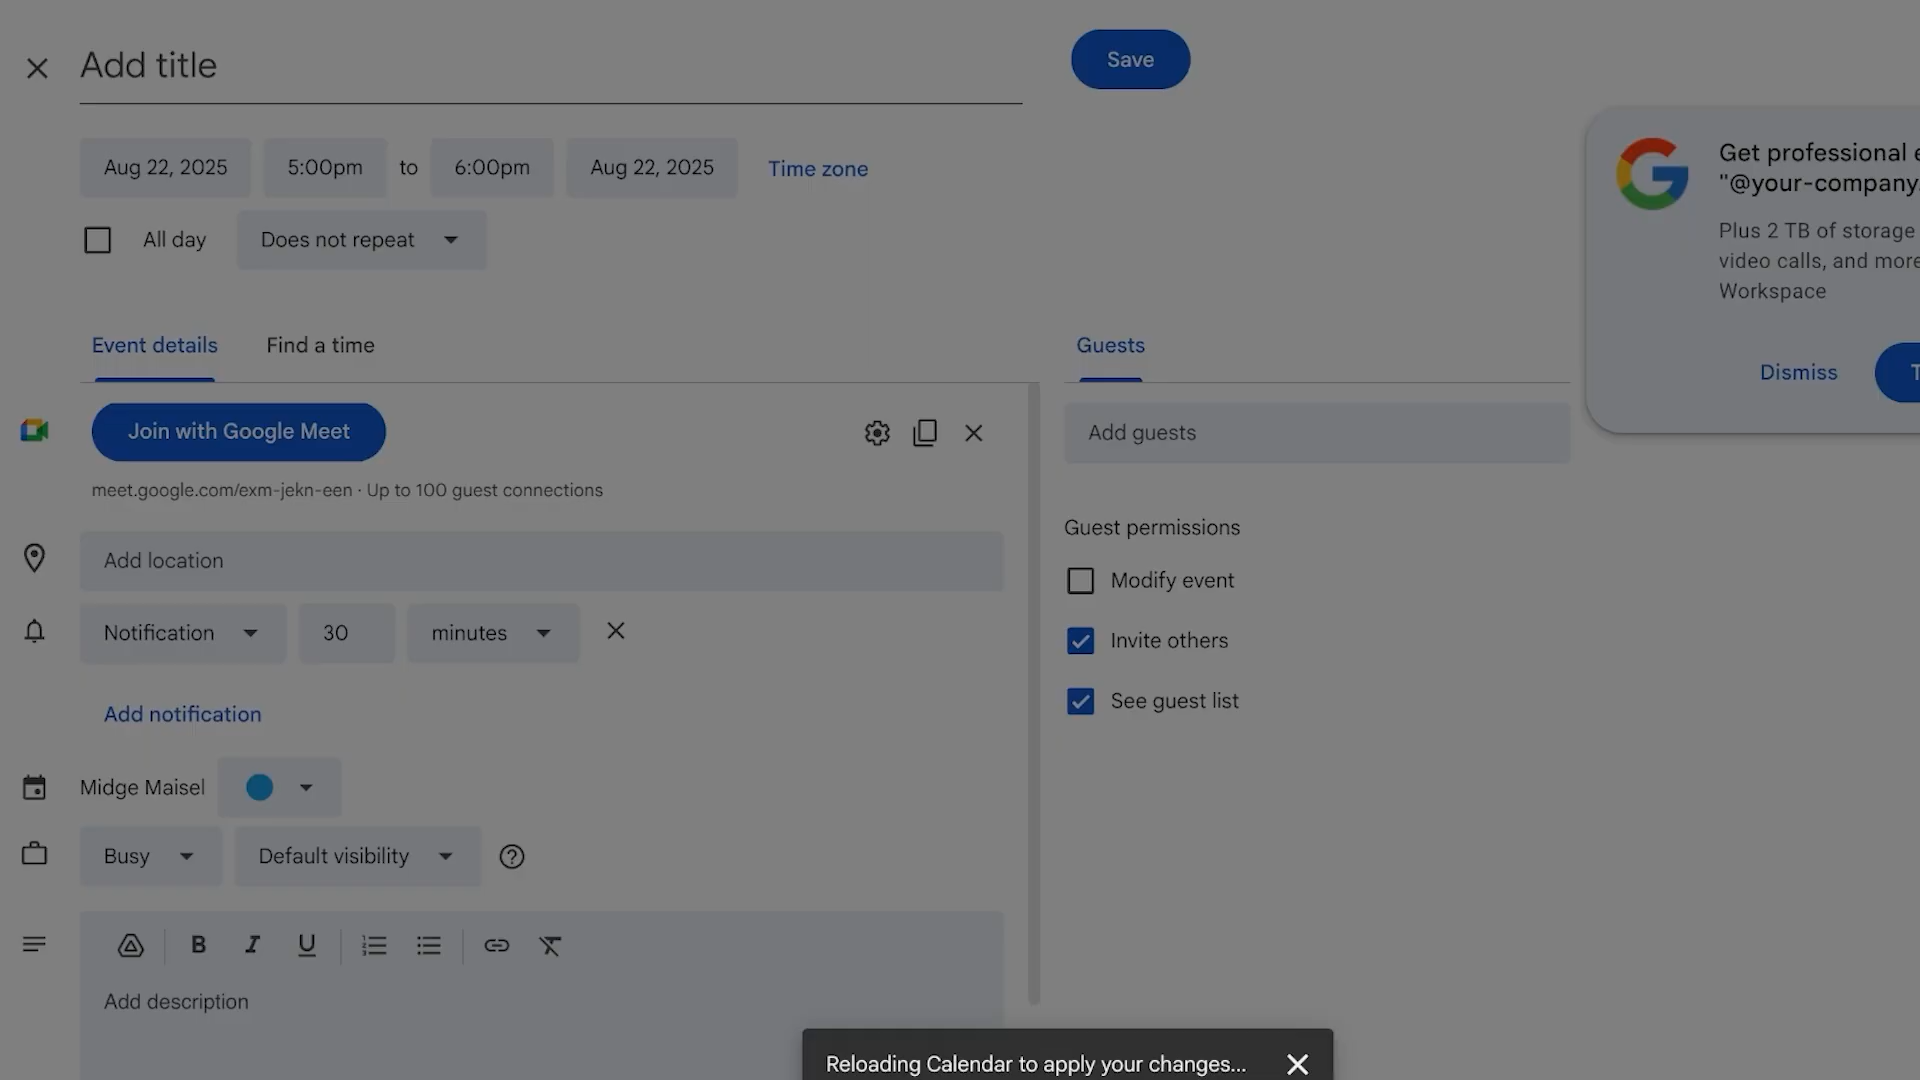 Add title
Save
Aug 22, 2025 5:00pm to 6:00pm Aug 22, 2025 Time zone
All day Does not repeat
Get professional
"@your-company.
Plus 2 TB of storage
video calls, and more
Workspace
Dismiss
Event details Find a time
Guests
Join with Google Meet
meet.google.com/exm-jekn-een · Up to 100 guest connections
Add guests
Add location
Guest permissions
Modify event
Invite others
See guest list
Notification 30 minutes
Add notification
Midge Maisel
Busy Default visibility
B I U
Add description
Reloading Calendar to apply your changes...